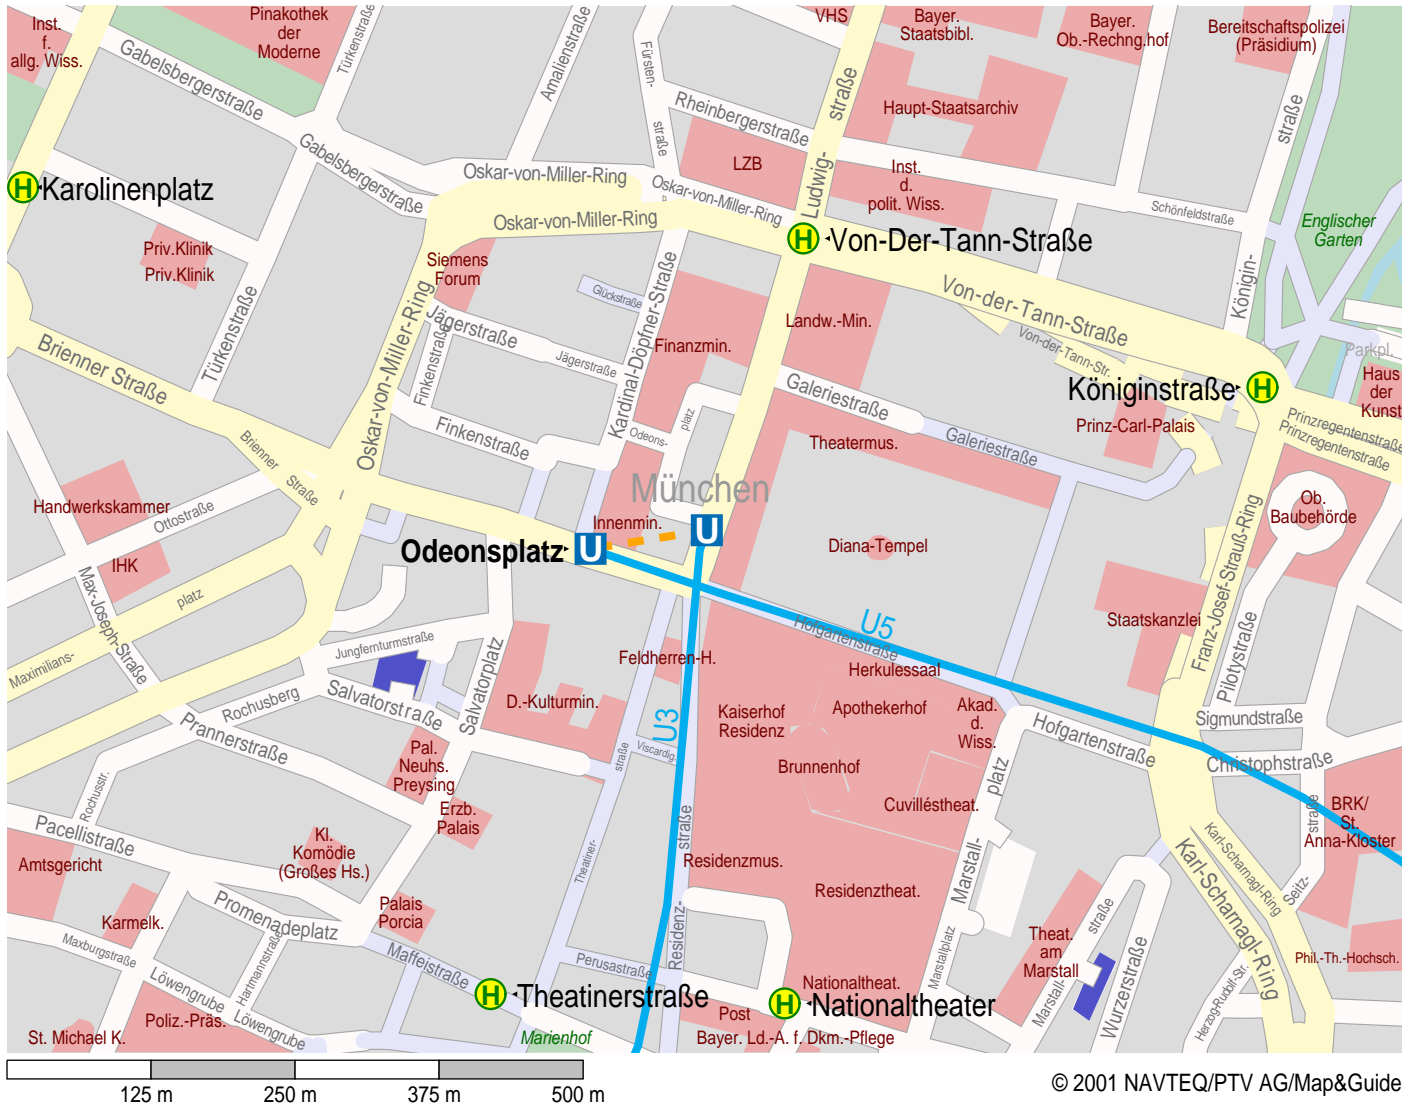 Inst.
f.
allg. Wiss.
Pinakothek
der
Moderne
Türkenstraße
Amalienstraße
Fürsten-
straße
VHS
Bayer.
Staatsbibl.
Bayer.
Ob.-Rechng.hof
Bereitschaftspolizei
(Präsidium)
Gabelsbergerstraße
Gabelsbergerstraße
Rheinbergerstraße
Ludwig-
straße
Haupt-Staatsarchiv
straße
Königin-
LZB
Inst.
d.
polit. Wiss.
H
Karolinenplatz
Oskar-von-Miller-Ring
Oskar-von-Miller-Ring
Oskar-von-Miller-Ring
Schönfeldstraße
Englischer
Garten
Priv.Klinik
Priv.Klinik
Siemens
Forum
H
Von-Der-Tann-Straße
Glückstraße
Kardinal-Döpfner-Straße
Von-der-Tann-Straße
Türkenstraße
Oskar-von-Miller-Ring
Jägerstraße
Jägerstraße
Finkenstraße
Finanzmin.
Landw.-Min.
Von-der-Tann-Str.
Parkpl.
Brienner Straße
Königinstraße
H
Haus
der
Kunst
Galeriestraße
Galeriestraße
Prinz-Carl-Palais
Prinzregentenstraße
Prinzregentenstraße
Finkenstraße
Odeons-
platz
Theatermus.
Brienner
Straße
München
Handwerkskammer
Ottostraße
Innenmin.
Ob.
Baubehörde
Odeonsplatz
U
U
Diana-Tempel
IHK
platz
Maximilians-
Max-Joseph-Straße
Franz-Josef-Strauß-Ring
Staatskanzlei
Pilotystraße
U5
Hofgartenstraße
Jungfernturmstraße
Salvatorplatz
Feldherren-H.
Herkulessaal
Rochusberg
Salvatorstraße
D.-Kulturmin.
U3
Kaiserhof
Residenz
Apothekerhof
Akad.
d.
Wiss.
Hofgartenstraße
Sigmundstraße
Christophstraße
Prannerstraße
Pal.
Neuhs.
Preysing
Viscardig.
Brunnenhof
Cuvilléstheat.
Rochusstr.
Erzb.
Palais
Theatiner-
straße
Residenz-
straße
Marstall-
platz
BRK/
St.
Anna-Kloster
Seitz-
straße
Pacellistraße
Kl.
Komödie
(Großes Hs.)
Amtsgericht
Residenzmus.
Residenztheat.
Karl-Scharnagl-Ring
Karl-Scharnagl-Ring
Promenadeplatz
Palais
Porcia
Karmelk.
Maxburgstraße
Löwengrube
Löwengrube
Hartmannstraße
Maffeistraße
Perusastraße
Marstallplatz
Theat.
am
Marstall
Marstall-
straße
Wurzerstraße
Herzog-Rudolf-Str.
Phil.-Th.-Hochsch.
H
Theatinerstraße
Nationaltheat.
H
Nationaltheater
Poliz.-Präs.
Post
St. Michael K.
Marienhof
Bayer. Ld.-A. f. Dkm.-Pflege
125 m
250 m
375 m
500 m
© 2001 NAVTEQ/PTV AG/Map&Guide